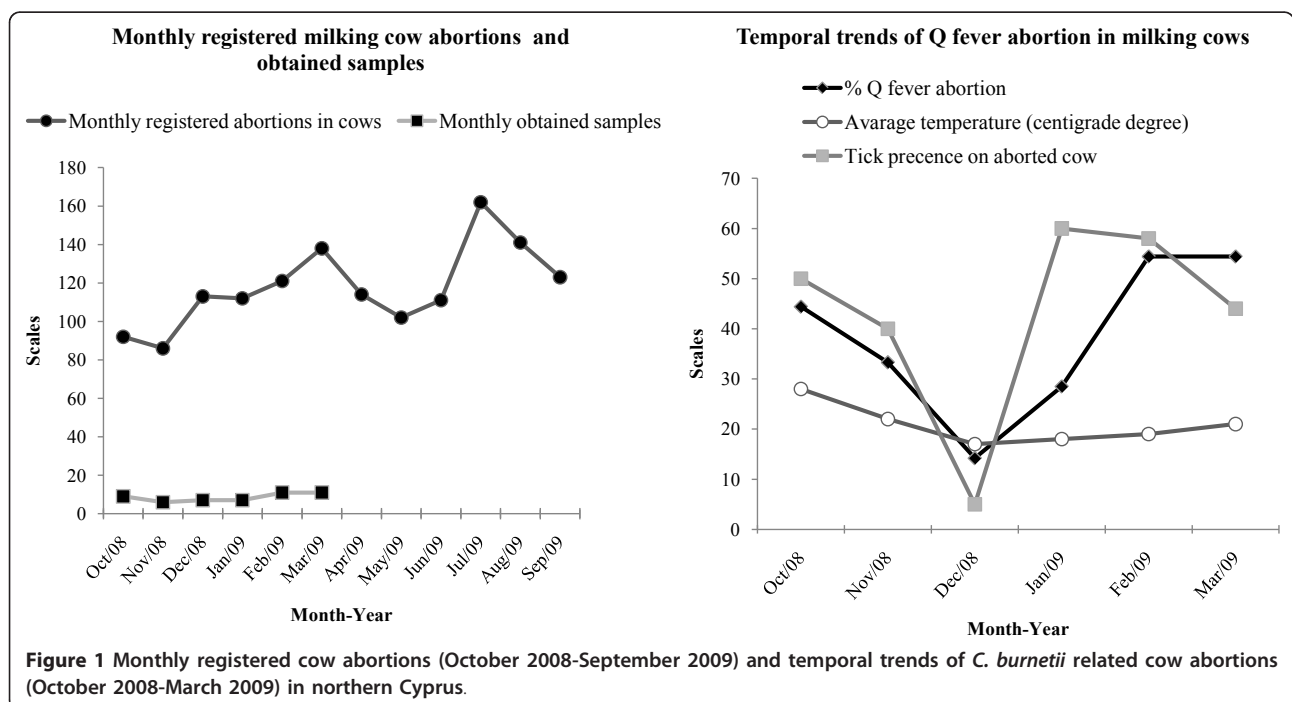 Monthly registered milking cow abortions and
obtained samples
Monthly registered abortions in cows
Monthly obtained samples
Scales
180
160
140
120
100
80
60
40
20
0
Oct/08
Nov/08
Dec/08
Jan/09
Feb/09
Mar/09
Apr/09
May/09
Jun/09
Jul/09
Aug/09
Sep/09
Month-Year
Temporal trends of Q fever abortion in milking cows
% Q fever abortion
Avarage temperature (centigrade degree)
Tick precence on aborted cow
Scales
70
60
50
40
30
20
10
0
Oct/08
Nov/08
Dec/08
Jan/09
Feb/09
Mar/09
Month-Year
Figure 1 Monthly registered cow abortions (October 2008-September 2009) and temporal trends of C. burnetii related cow abortions
(October 2008-March 2009) in northern Cyprus.